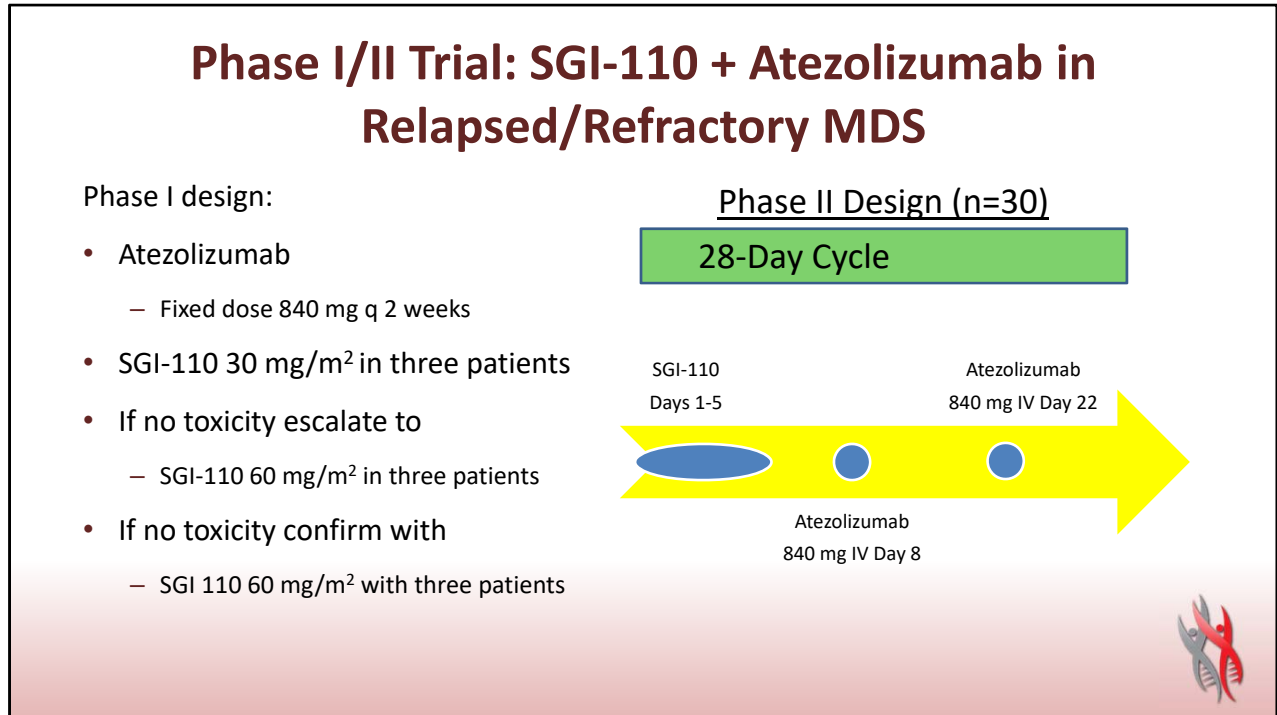 Phase I/II Trial: SGI-110 + Atezolizumab in
Relapsed/Refractory MDS
Phase I design:
• Atezolizumab
– Fixed dose 840 mg q 2 weeks
• SGI-110 30 mg/m² in three patients
• If no toxicity escalate to
– SGI-110 60 mg/m² in three patients
• If no toxicity confirm with
– SGI 110 60 mg/m² with three patients
Phase II Design (n=30)
28-Day Cycle
SGI-110
Days 1-5
Atezolizumab
840 mg IV Day 22
Atezolizumab
840 mg IV Day 8